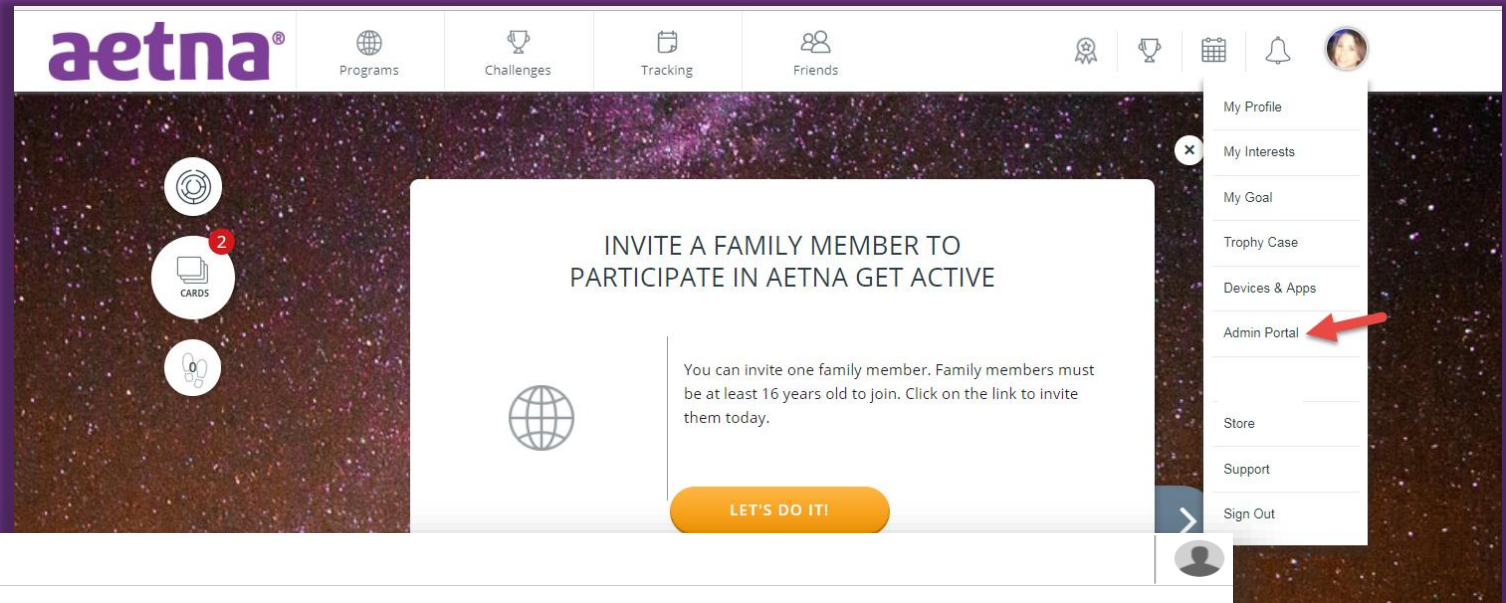 aetna®
Programs
Challenges
Tracking
Friends
My Profile
My Interests
My Goal
Trophy Case
Devices & Apps
Admin Portal
Store
Support
Sign Out
2
CARDS
0
INVITE A FAMILY MEMBER TO
PARTICIPATE IN AETNA GET ACTIVE
You can invite one family member. Family members must
be at least 16 years old to join. Click on the link to invite
them today.
LET'S DO IT!